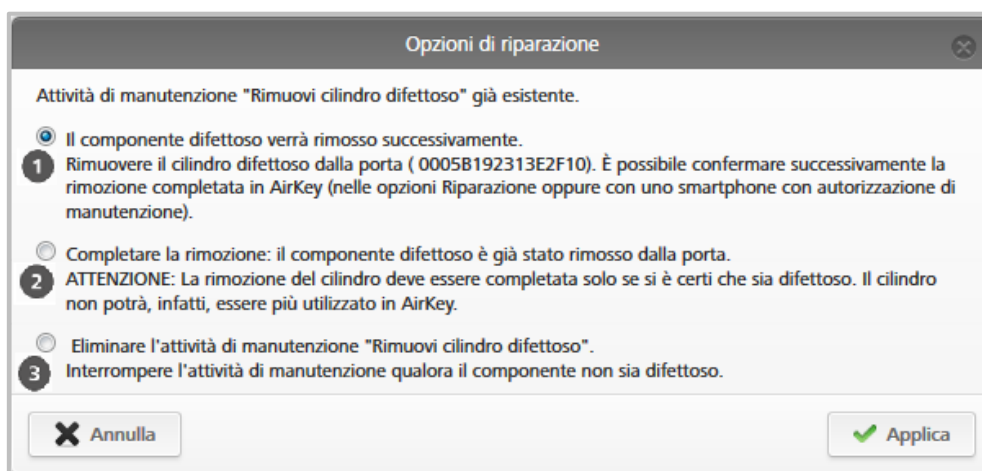 Opzioni di riparazione
Attività di manutenzione "Rimuovi cilindro difettoso" già esistente.
Il componente difettoso verrà rimosso successivamente.
1 Rimuovere il cilindro difettoso dalla porta ( 0005B192313E2F10). È possibile confermare successivamente la
rimozione completata in AirKey (nelle opzioni Riparazione oppure con uno smartphone con autorizzazione di
manutenzione).
Completare la rimozione: il componente difettoso è già stato rimosso dalla porta.
2 ATTENZIONE: La rimozione del cilindro deve essere completata solo se si è certi che sia difettoso. Il cilindro
non potrà, infatti, essere più utilizzato in AirKey.
Eliminare l'attività di manutenzione "Rimuovi cilindro difettoso".
3 Interrompere l'attività di manutenzione qualora il componente non sia difettoso.
Annulla Applica